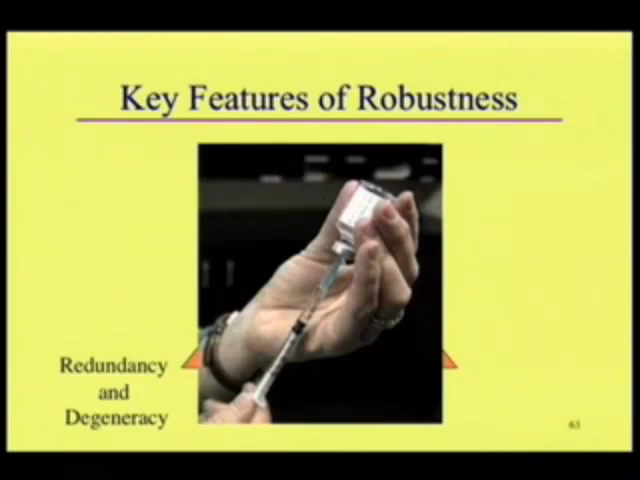 Key Features of Robustness
Redundancy
and
Degeneracy
63